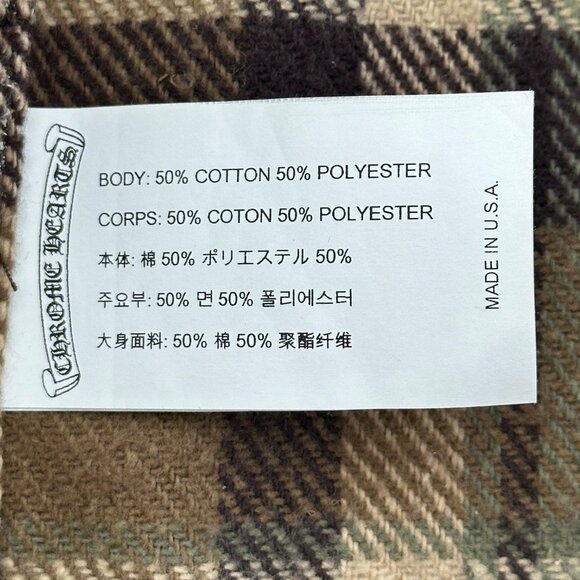 CHROME HEARTS
BODY: 50% COTTON 50% POLYESTER
CORPS: 50% COTON 50% POLYESTER
本体: 棉 50% ポリエステル 50%
주요부: 50% 면 50% 폴리에스터
大身面料: 50% 棉 50% 聚酯纤维
MADE IN U.S.A.